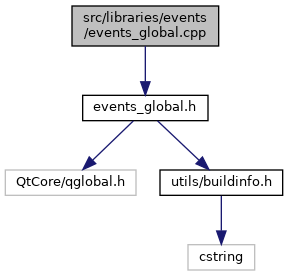 src/libraries/events
/events_global.cpp
events_global.h
QtCore/qglobal.h
utils/buildinfo.h
cstring